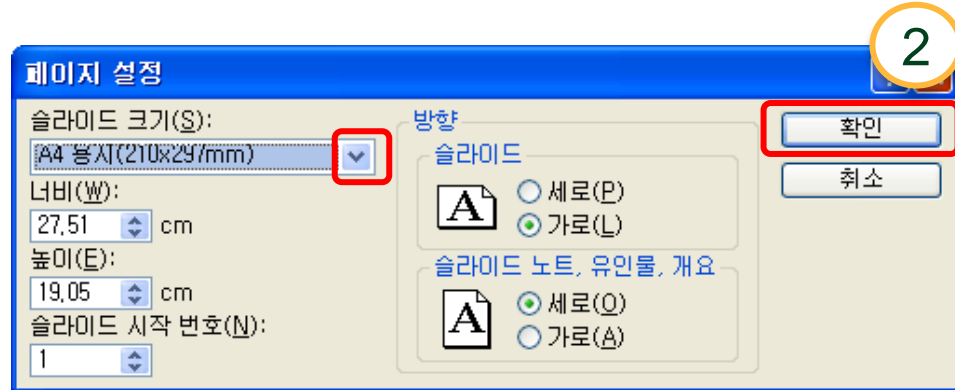 2
페이지 설정
슬라이드 크기(S):
A4 용지(210x297mm)
너비(W):
27.51 cm
높이(E):
19.05 cm
슬라이드 시작 번호(N):
1
방향
슬라이드
A
세로(P)
가로(L)
슬라이드 노트, 유인물, 개요
A
세로(O)
가로(A)
확인
취소